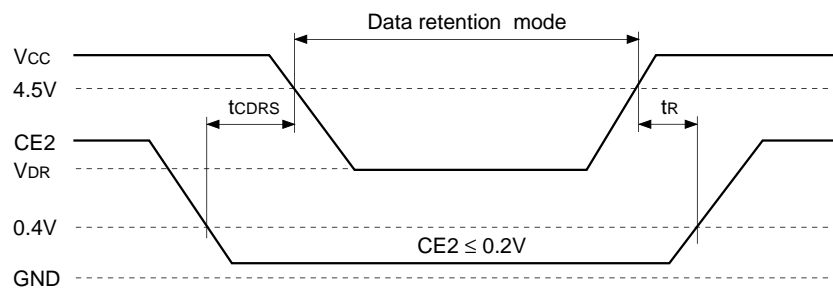 Data retention mode
VCC
4.5V
tCDRS
tR
CE2
VDR
0.4V
CE2 ≤ 0.2V
GND